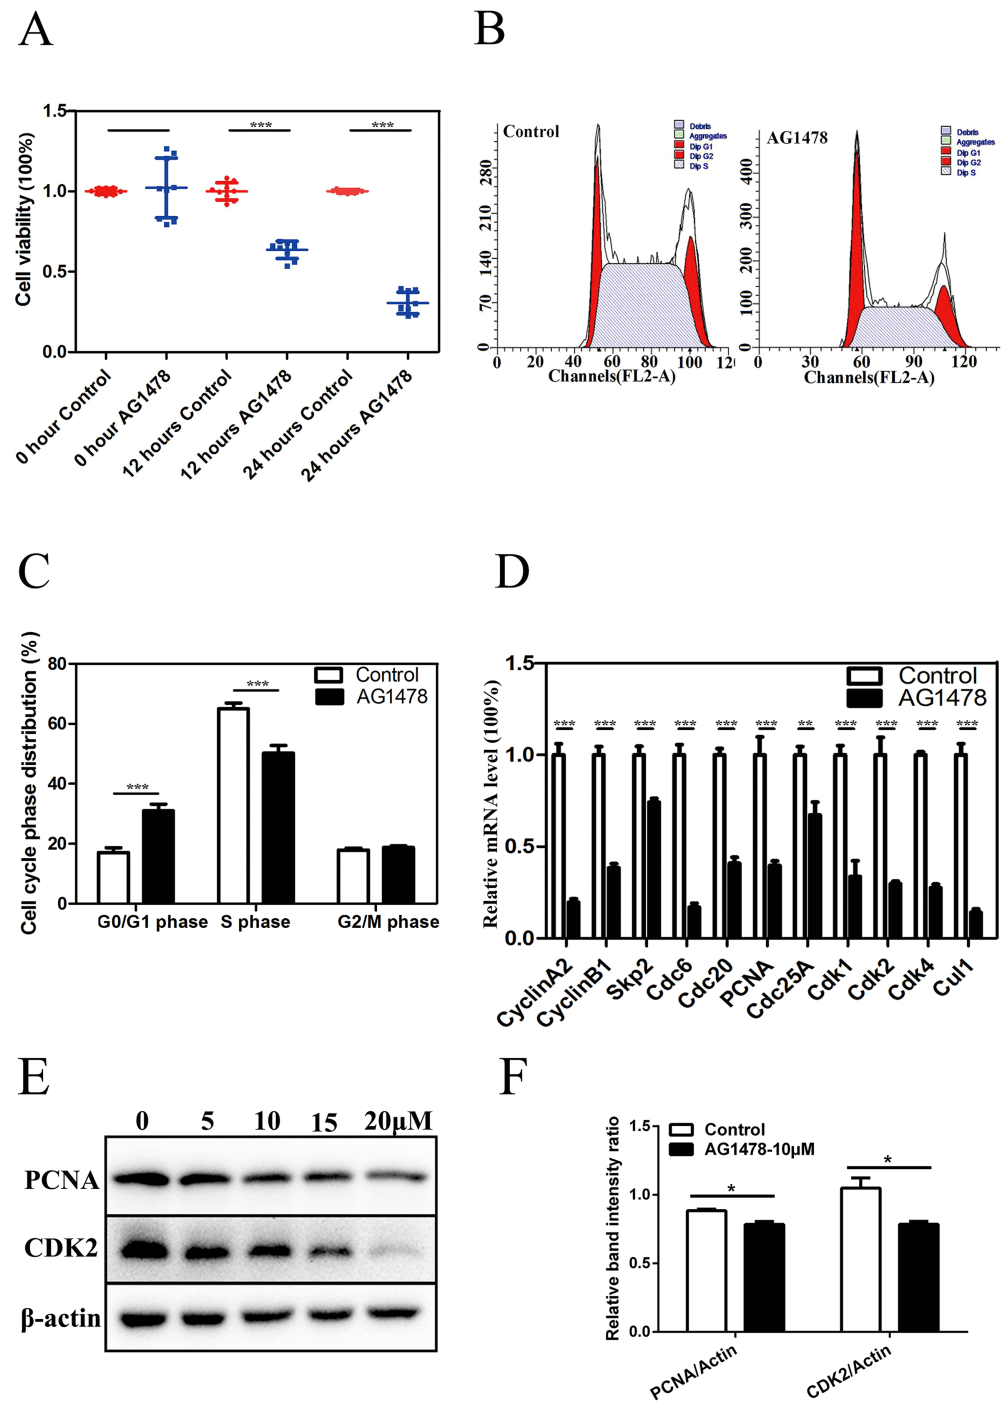 A
B
1.5
1.0
0.5
0.0
Cell viability (100%)
***
***
0 hour Control
0 hour AG1478
12 hours Control
12 hours AG1478
24 hours Control
24 hours AG1478
Control
Debris
Aggregates
Dip G1
Dip G2
Dip S
280
210
140
70
0
0
20
40
60
80
100
120
Channels(FL2-A)
AG1478
Debris
Aggregates
Dip G1
Dip G2
Dip S
400
300
200
100
0
0
30
60
90
120
Channels(FL2-A)
C
D
Cell cycle phase distribution (%)
80
60
40
20
0
Control
AG1478
***
***
G0/G1 phase
S phase
G2/M phase
Relative mRNA level (100%)
1.5
1.0
0.5
0.0
Control
AG1478
*** *** *** *** *** *** ** *** *** *** ***
CyclinA2
CyclinB1
Skp2
Cdc6
Cdc20
PCNA
Cdc25A
Cdk1
Cdk2
Cdk4
Cul1
E
F
0 5 10 15 20μM
PCNA
CDK2
β-actin
Relative band intensity ratio
1.5
1.0
0.5
0.0
Control
AG1478-10μM
*
*
PCNA/Actin
CDK2/Actin